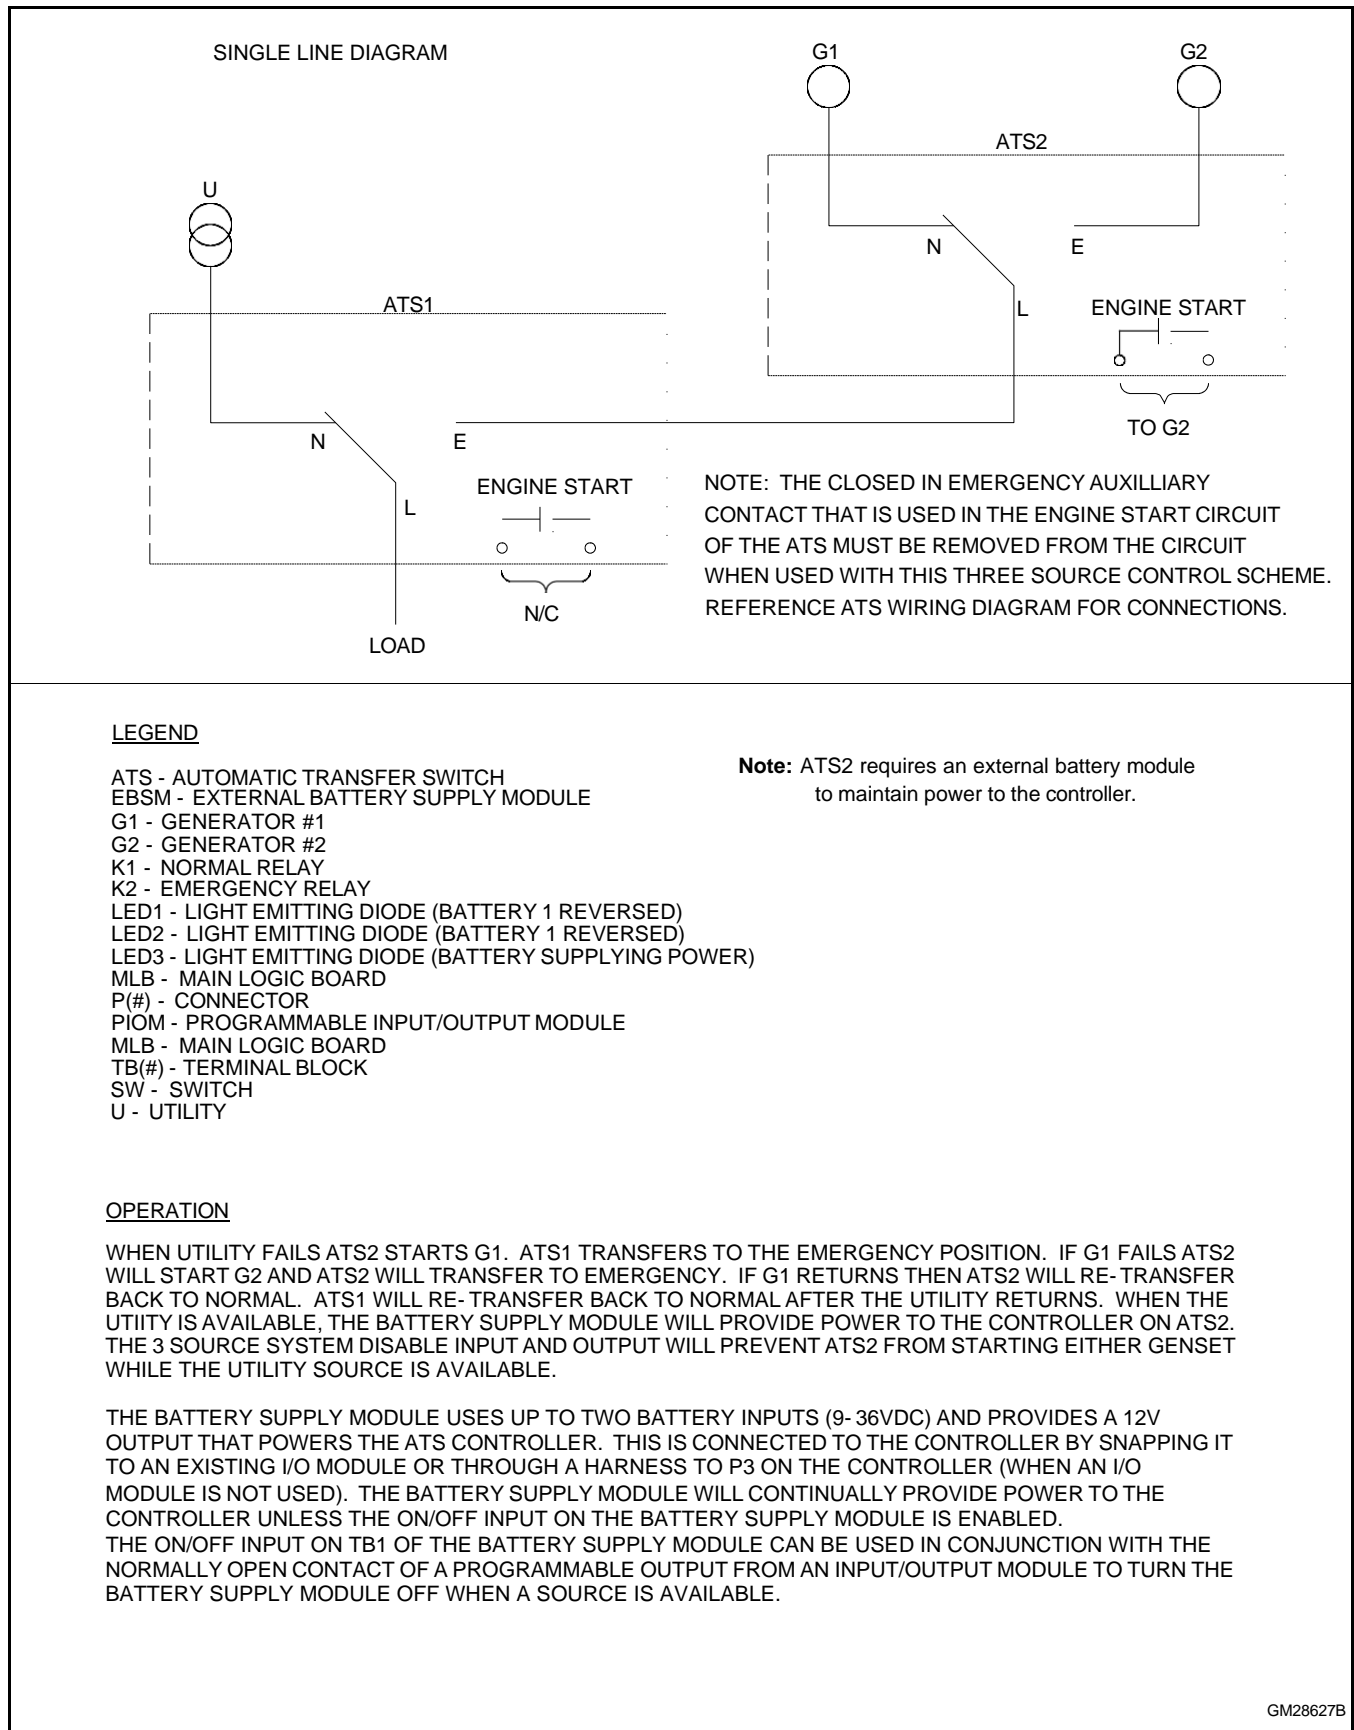 SINGLE LINE DIAGRAM
G1
G2
ATS2
U
N
E
L
ENGINE START
TO G2
ATS1
N
E
L
ENGINE START
N/C
LOAD
NOTE: THE CLOSED IN EMERGENCY AUXILLIARY
CONTACT THAT IS USED IN THE ENGINE START CIRCUIT
OF THE ATS MUST BE REMOVED FROM THE CIRCUIT
WHEN USED WITH THIS THREE SOURCE CONTROL SCHEME.
REFERENCE ATS WIRING DIAGRAM FOR CONNECTIONS.
LEGEND
ATS - AUTOMATIC TRANSFER SWITCH
EBSM - EXTERNAL BATTERY SUPPLY MODULE
G1 - GENERATOR #1
G2 - GENERATOR #2
K1 - NORMAL RELAY
K2 - EMERGENCY RELAY
LED1 - LIGHT EMITTING DIODE (BATTERY 1 REVERSED)
LED2 - LIGHT EMITTING DIODE (BATTERY 1 REVERSED)
LED3 - LIGHT EMITTING DIODE (BATTERY SUPPLYING POWER)
MLB - MAIN LOGIC BOARD
P(#) - CONNECTOR
PIOM - PROGRAMMABLE INPUT/OUTPUT MODULE
MLB - MAIN LOGIC BOARD
TB(#) - TERMINAL BLOCK
SW - SWITCH
U - UTILITY
Note: ATS2 requires an external battery module
to maintain power to the controller.
OPERATION
WHEN UTILITY FAILS ATS2 STARTS G1. ATS1 TRANSFERS TO THE EMERGENCY POSITION. IF G1 FAILS ATS2
WILL START G2 AND ATS2 WILL TRANSFER TO EMERGENCY. IF G1 RETURNS THEN ATS2 WILL RE-TRANSFER
BACK TO NORMAL. ATS1 WILL RE-TRANSFER BACK TO NORMAL AFTER THE UTILITY RETURNS. WHEN THE
UTIITY IS AVAILABLE, THE BATTERY SUPPLY MODULE WILL PROVIDE POWER TO THE CONTROLLER ON ATS2.
THE 3 SOURCE SYSTEM DISABLE INPUT AND OUTPUT WILL PREVENT ATS2 FROM STARTING EITHER GENSET
WHILE THE UTILITY SOURCE IS AVAILABLE.
THE BATTERY SUPPLY MODULE USES UP TO TWO BATTERY INPUTS (9-36VDC) AND PROVIDES A 12V
OUTPUT THAT POWERS THE ATS CONTROLLER. THIS IS CONNECTED TO THE CONTROLLER BY SNAPPING IT
TO AN EXISTING I/O MODULE OR THROUGH A HARNESS TO P3 ON THE CONTROLLER (WHEN AN I/O
MODULE IS NOT USED). THE BATTERY SUPPLY MODULE WILL CONTINUALLY PROVIDE POWER TO THE
CONTROLLER UNLESS THE ON/OFF INPUT ON THE BATTERY SUPPLY MODULE IS ENABLED.
THE ON/OFF INPUT ON TB1 OF THE BATTERY SUPPLY MODULE CAN BE USED IN CONJUNCTION WITH THE
NORMALLY OPEN CONTACT OF A PROGRAMMABLE OUTPUT FROM AN INPUT/OUTPUT MODULE TO TURN THE
BATTERY SUPPLY MODULE OFF WHEN A SOURCE IS AVAILABLE.
GM28627B